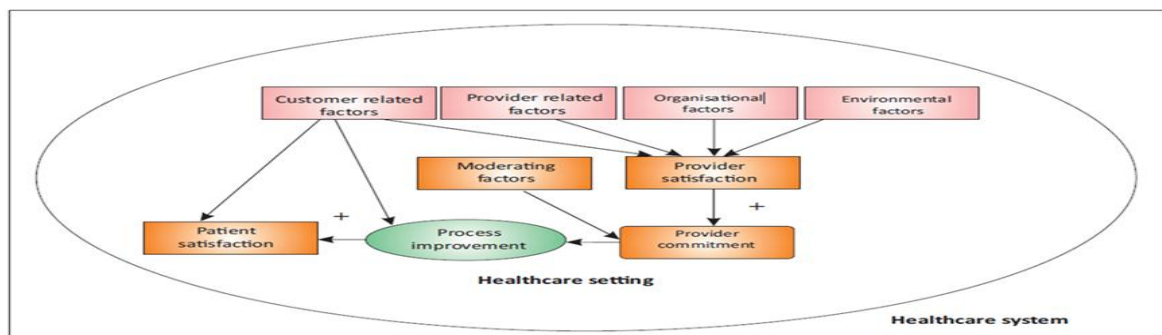 Customer related
factors
Provider related
factors
Organisational
factors
Environmental
factors
Moderating
factors
Provider
satisfaction
+
+
Patient
satisfaction
Process
improvement
Provider
commitment
Healthcare setting
Healthcare system